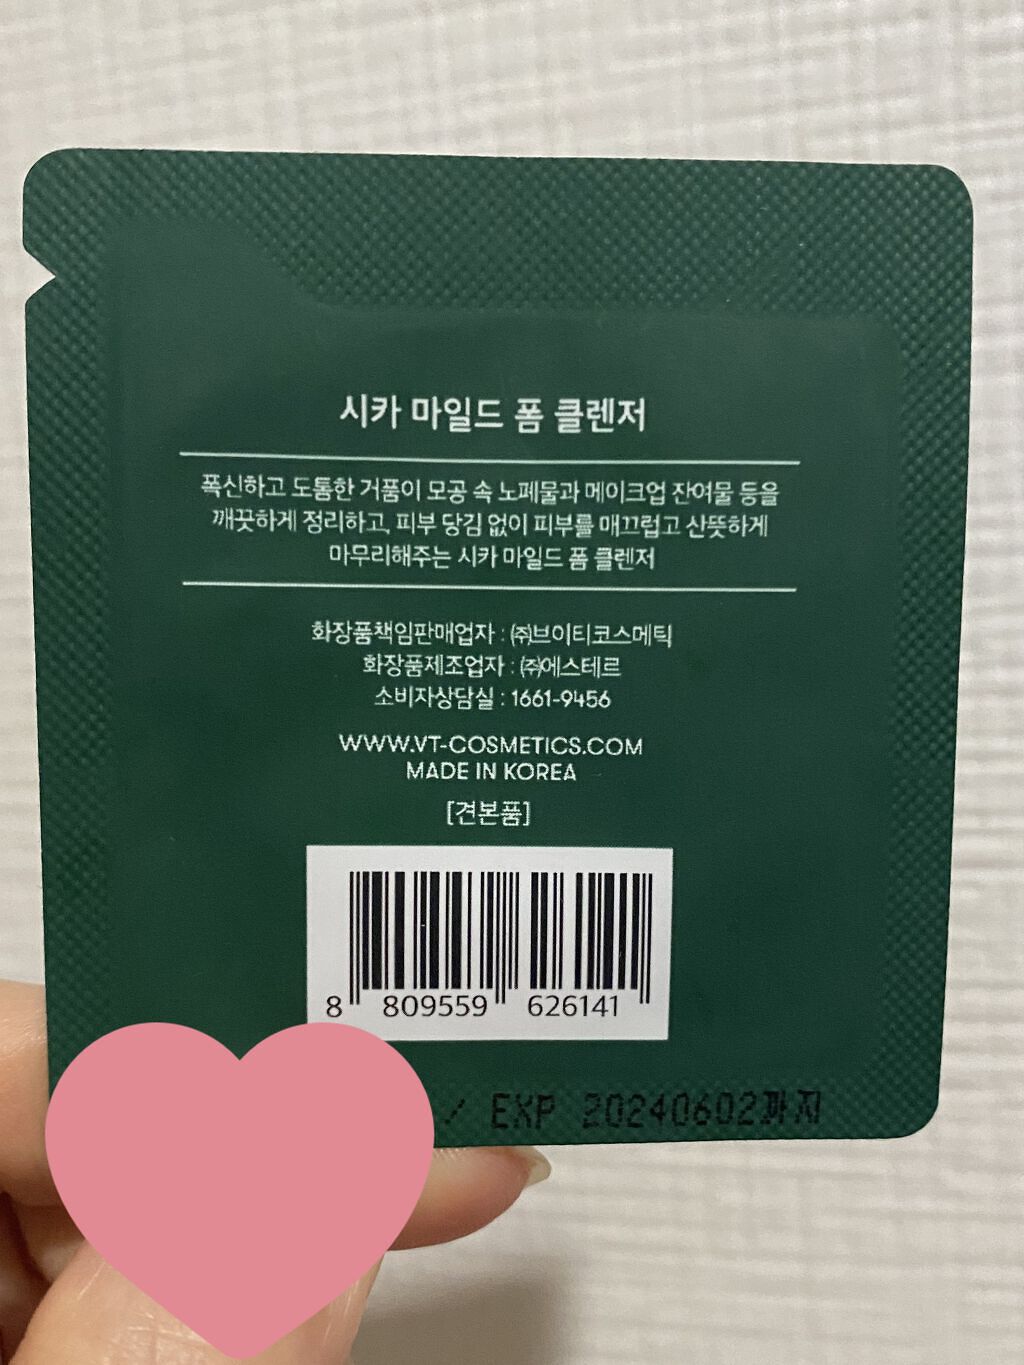 시카 마일드 폼 클렌저
폭신하고 도톰한 거품이 모공 속 노폐물과 메이크업 잔여물 등을
깨끗하게 정리하고, 피부 당김 없이 피부를 매끄럽고 산뜻하게
마무리해주는 시카 마일드 폼 클렌저
화장품책임판매업자 : ㈜브이티코스메틱
화장품제조업자 : ㈜에스테르
소비자상담실 : 1661-9456
WWW.VT-COSMETICS.COM
MADE IN KOREA
[견본품]
8 809559 626141
/ EXP 20240602까지